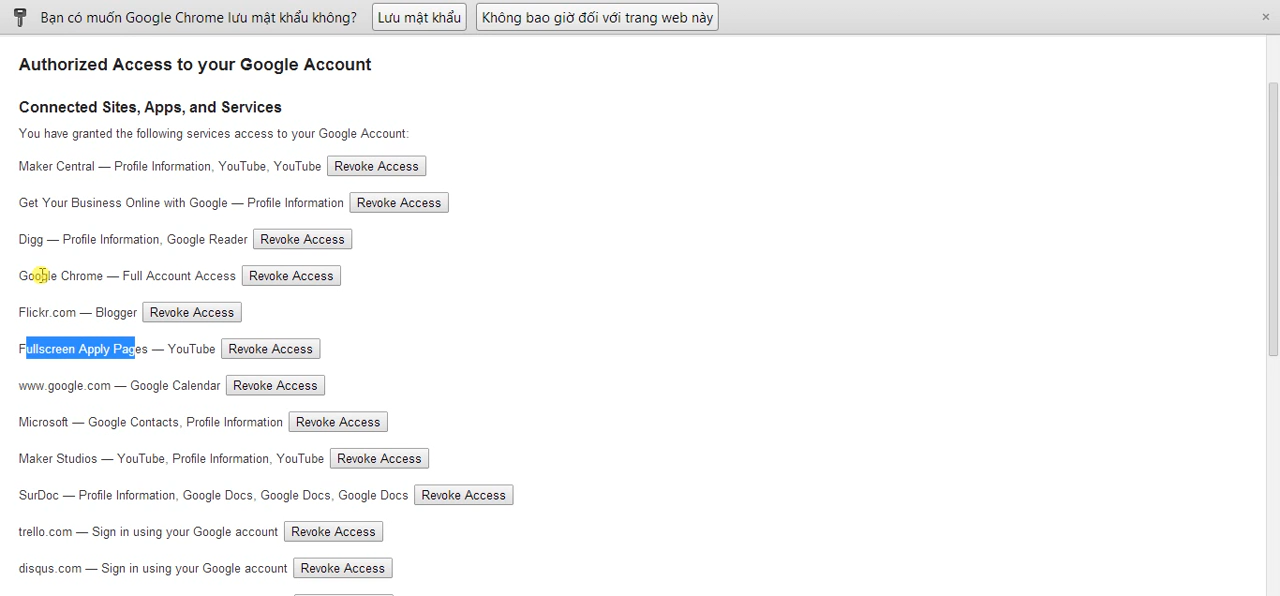 Bạn có muốn Google Chrome lưu mật khẩu không? Lưu mật khẩu Không bao giờ đối với trang web này ×
Authorized Access to your Google Account
Connected Sites, Apps, and Services
You have granted the following services access to your Google Account:
Maker Central — Profile Information, YouTube, YouTube Revoke Access
Get Your Business Online with Google — Profile Information Revoke Access
Digg — Profile Information, Google Reader Revoke Access
Google Chrome — Full Account Access Revoke Access
Flickr.com — Blogger Revoke Access
Fullscreen Apply Pages — YouTube Revoke Access
www.google.com — Google Calendar Revoke Access
Microsoft — Google Contacts, Profile Information Revoke Access
Maker Studios — YouTube, Profile Information, YouTube Revoke Access
SurDoc — Profile Information, Google Docs, Google Docs, Google Docs Revoke Access
trello.com — Sign in using your Google account Revoke Access
disqus.com — Sign in using your Google account Revoke Access